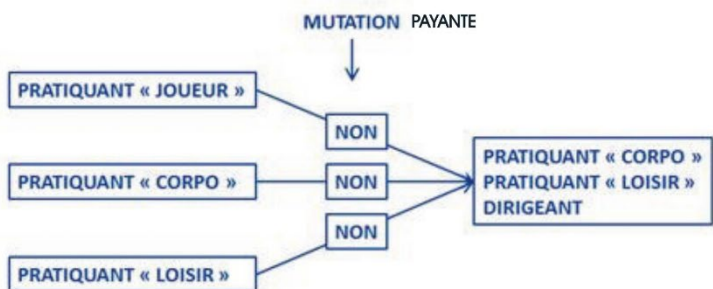 MUTATION PAYANTE
PRATIQUANT « JOUEUR »
NON
PRATIQUANT « CORPO »
NON
PRATIQUANT « CORPO »
PRATIQUANT « LOISIR »
DIRIGEANT
NON
PRATIQUANT « LOISIR »